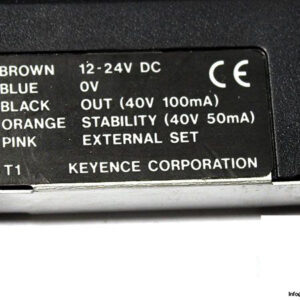 BROWN 12-24V DC
BLUE 0V
BLACK OUT (40V 100mA)
ORANGE STABILITY (40V 50mA)
PINK EXTERNAL SET
T1 KEYENCE CORPORATION
CE